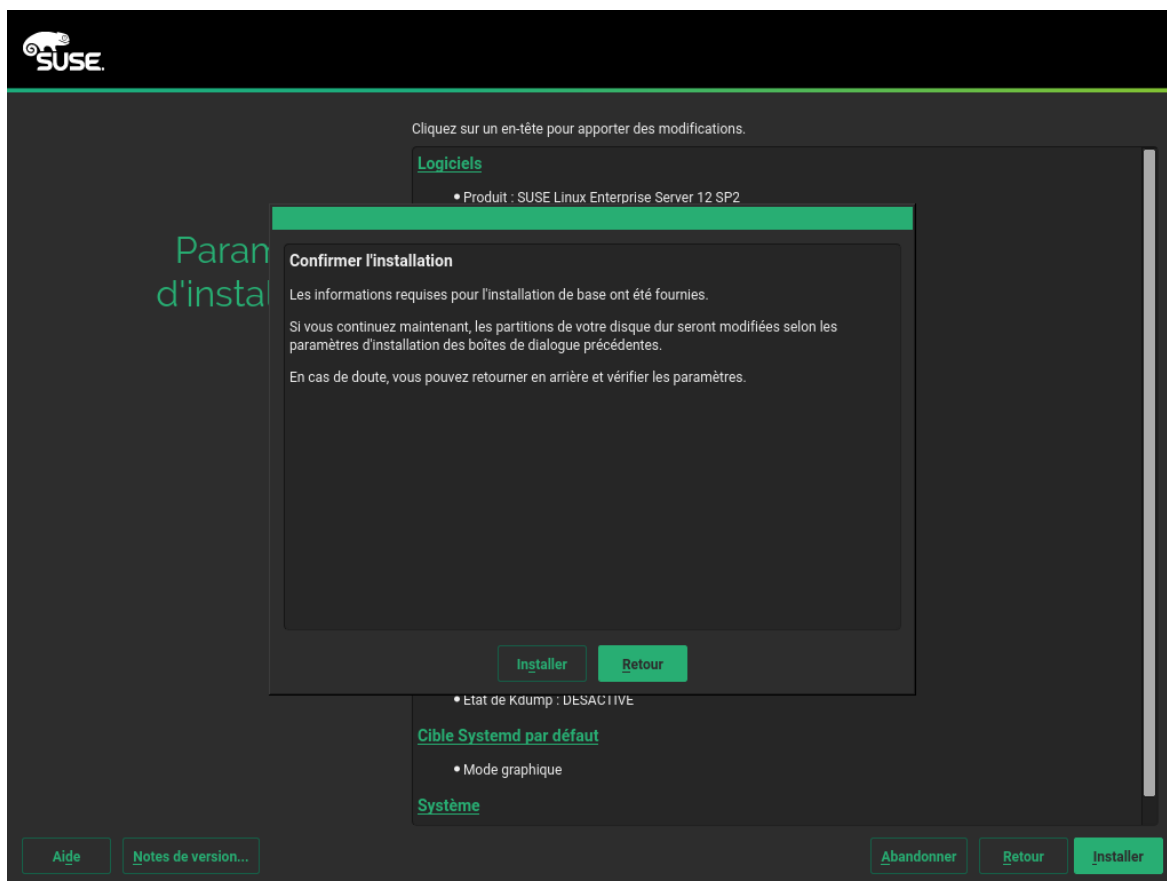 SUSE.
Cliquez sur un en-tête pour apporter des modifications.
Logiciels
• Produit : SUSE Linux Enterprise Server 12 SP2
Param
d'instal
Confirmer l'installation
Les informations requises pour l'installation de base ont été fournies.
Si vous continuez maintenant, les partitions de votre disque dur seront modifiées selon les
paramètres d'installation des boîtes de dialogue précédentes.
En cas de doute, vous pouvez retourner en arrière et vérifier les paramètres.
Installer
Retour
• État de Kdump : DÉSACTIVÉ
Cible Systemd par défaut
• Mode graphique
Système
Aide
Notes de version...
Abandonner
Retour
Installer